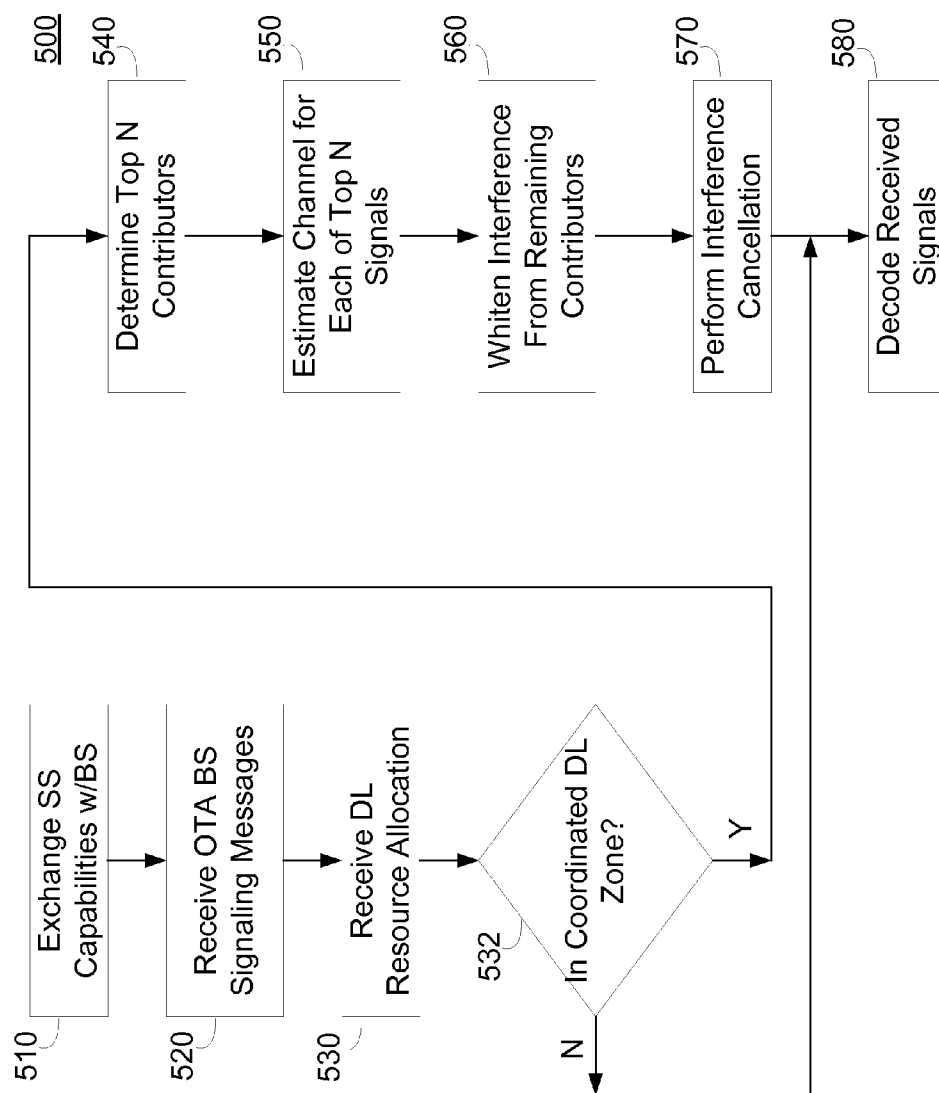 500
510
Exchange SS
Capabilities w/BS
520
Receive OTA BS
Signaling Messages
530
Receive DL
Resource Allocation
532
In Coordinated DL
Zone?
N
Y
540
Determine Top N
Contributors
550
Estimate Channel for
Each of Top N
Signals
560
Whiten Interference
From Remaining
Contributors
570
Perform Interference
Cancellation
580
Decode Received
Signals